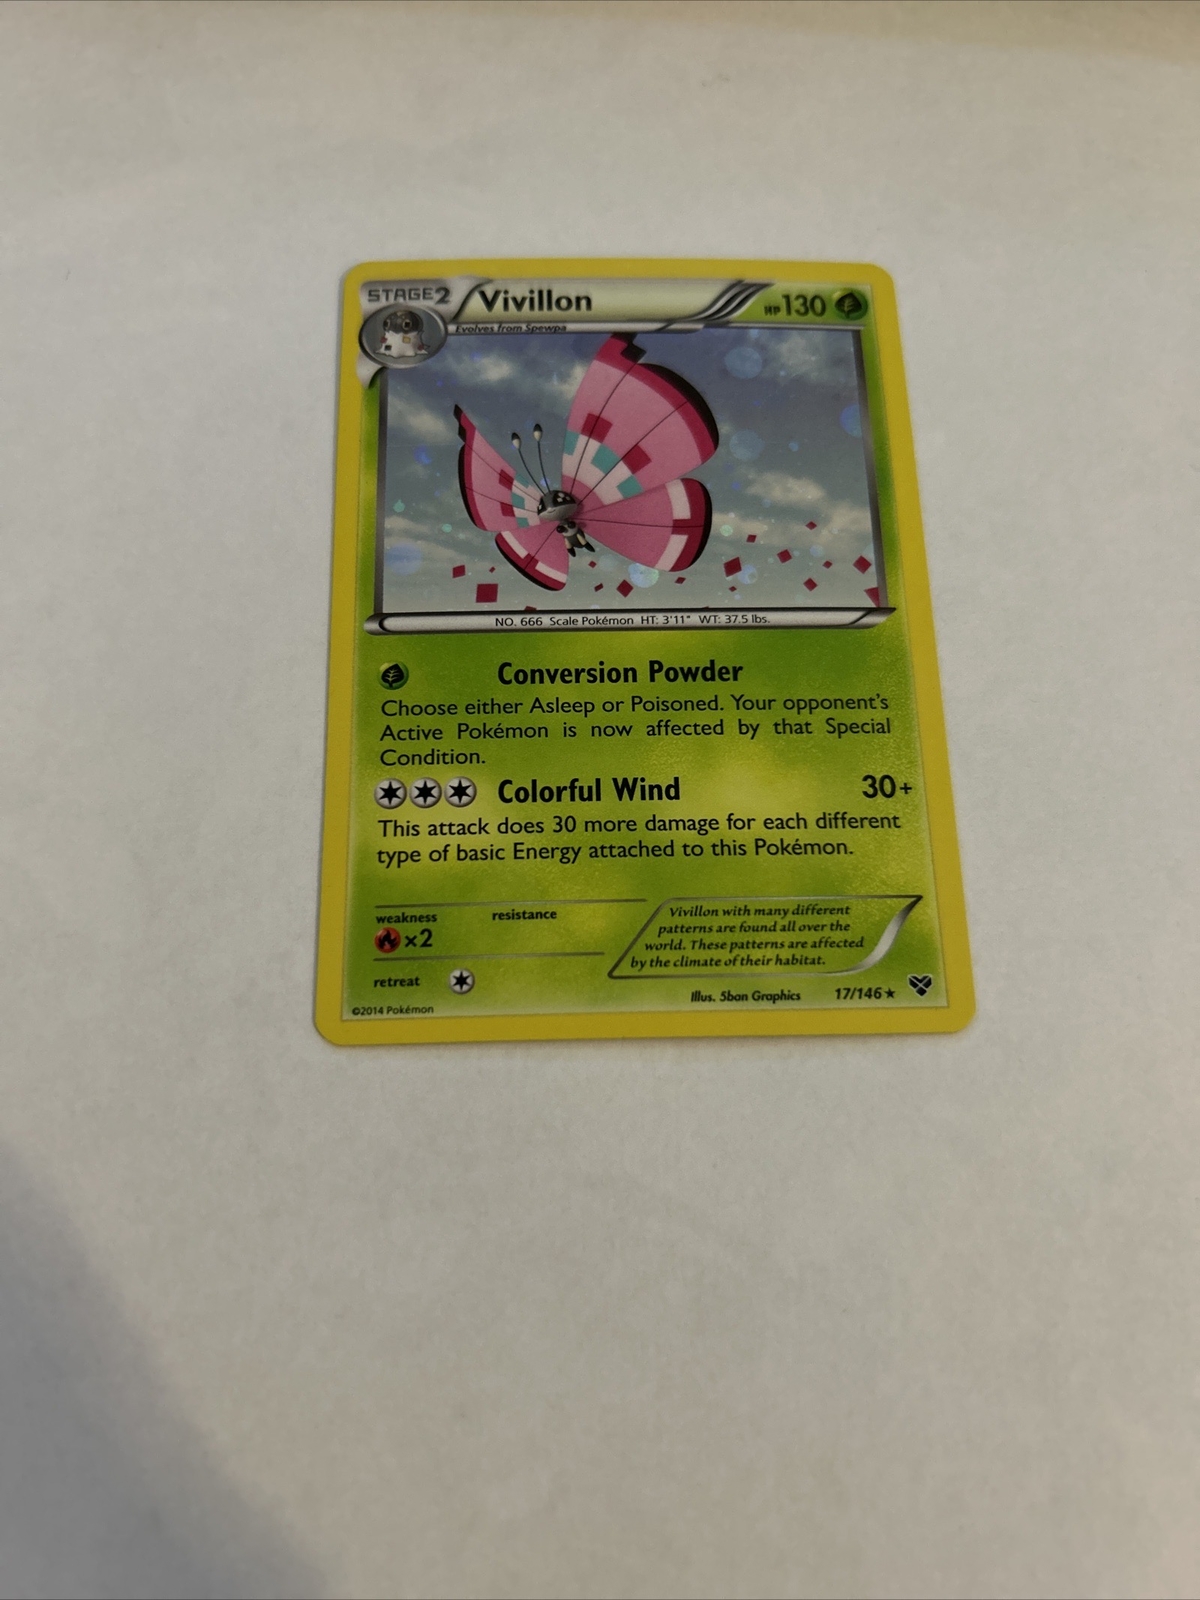 STAGE2 Vivillon HP130
Evolves from Spewpa
NO. 666 Scale Pokémon HT: 3'11" WT: 37.5 lbs.
Conversion Powder
Choose either Asleep or Poisoned. Your opponent's
Active Pokémon is now affected by that Special
Condition.
Colorful Wind 30+
This attack does 30 more damage for each different
type of basic Energy attached to this Pokémon.
weakness resistance
×2
Vivillon with many different
patterns are found all over the
world. These patterns are affected
by the climate of their habitat.
retreat
Illus. 5ban Graphics 17/146★
©2014 Pokémon